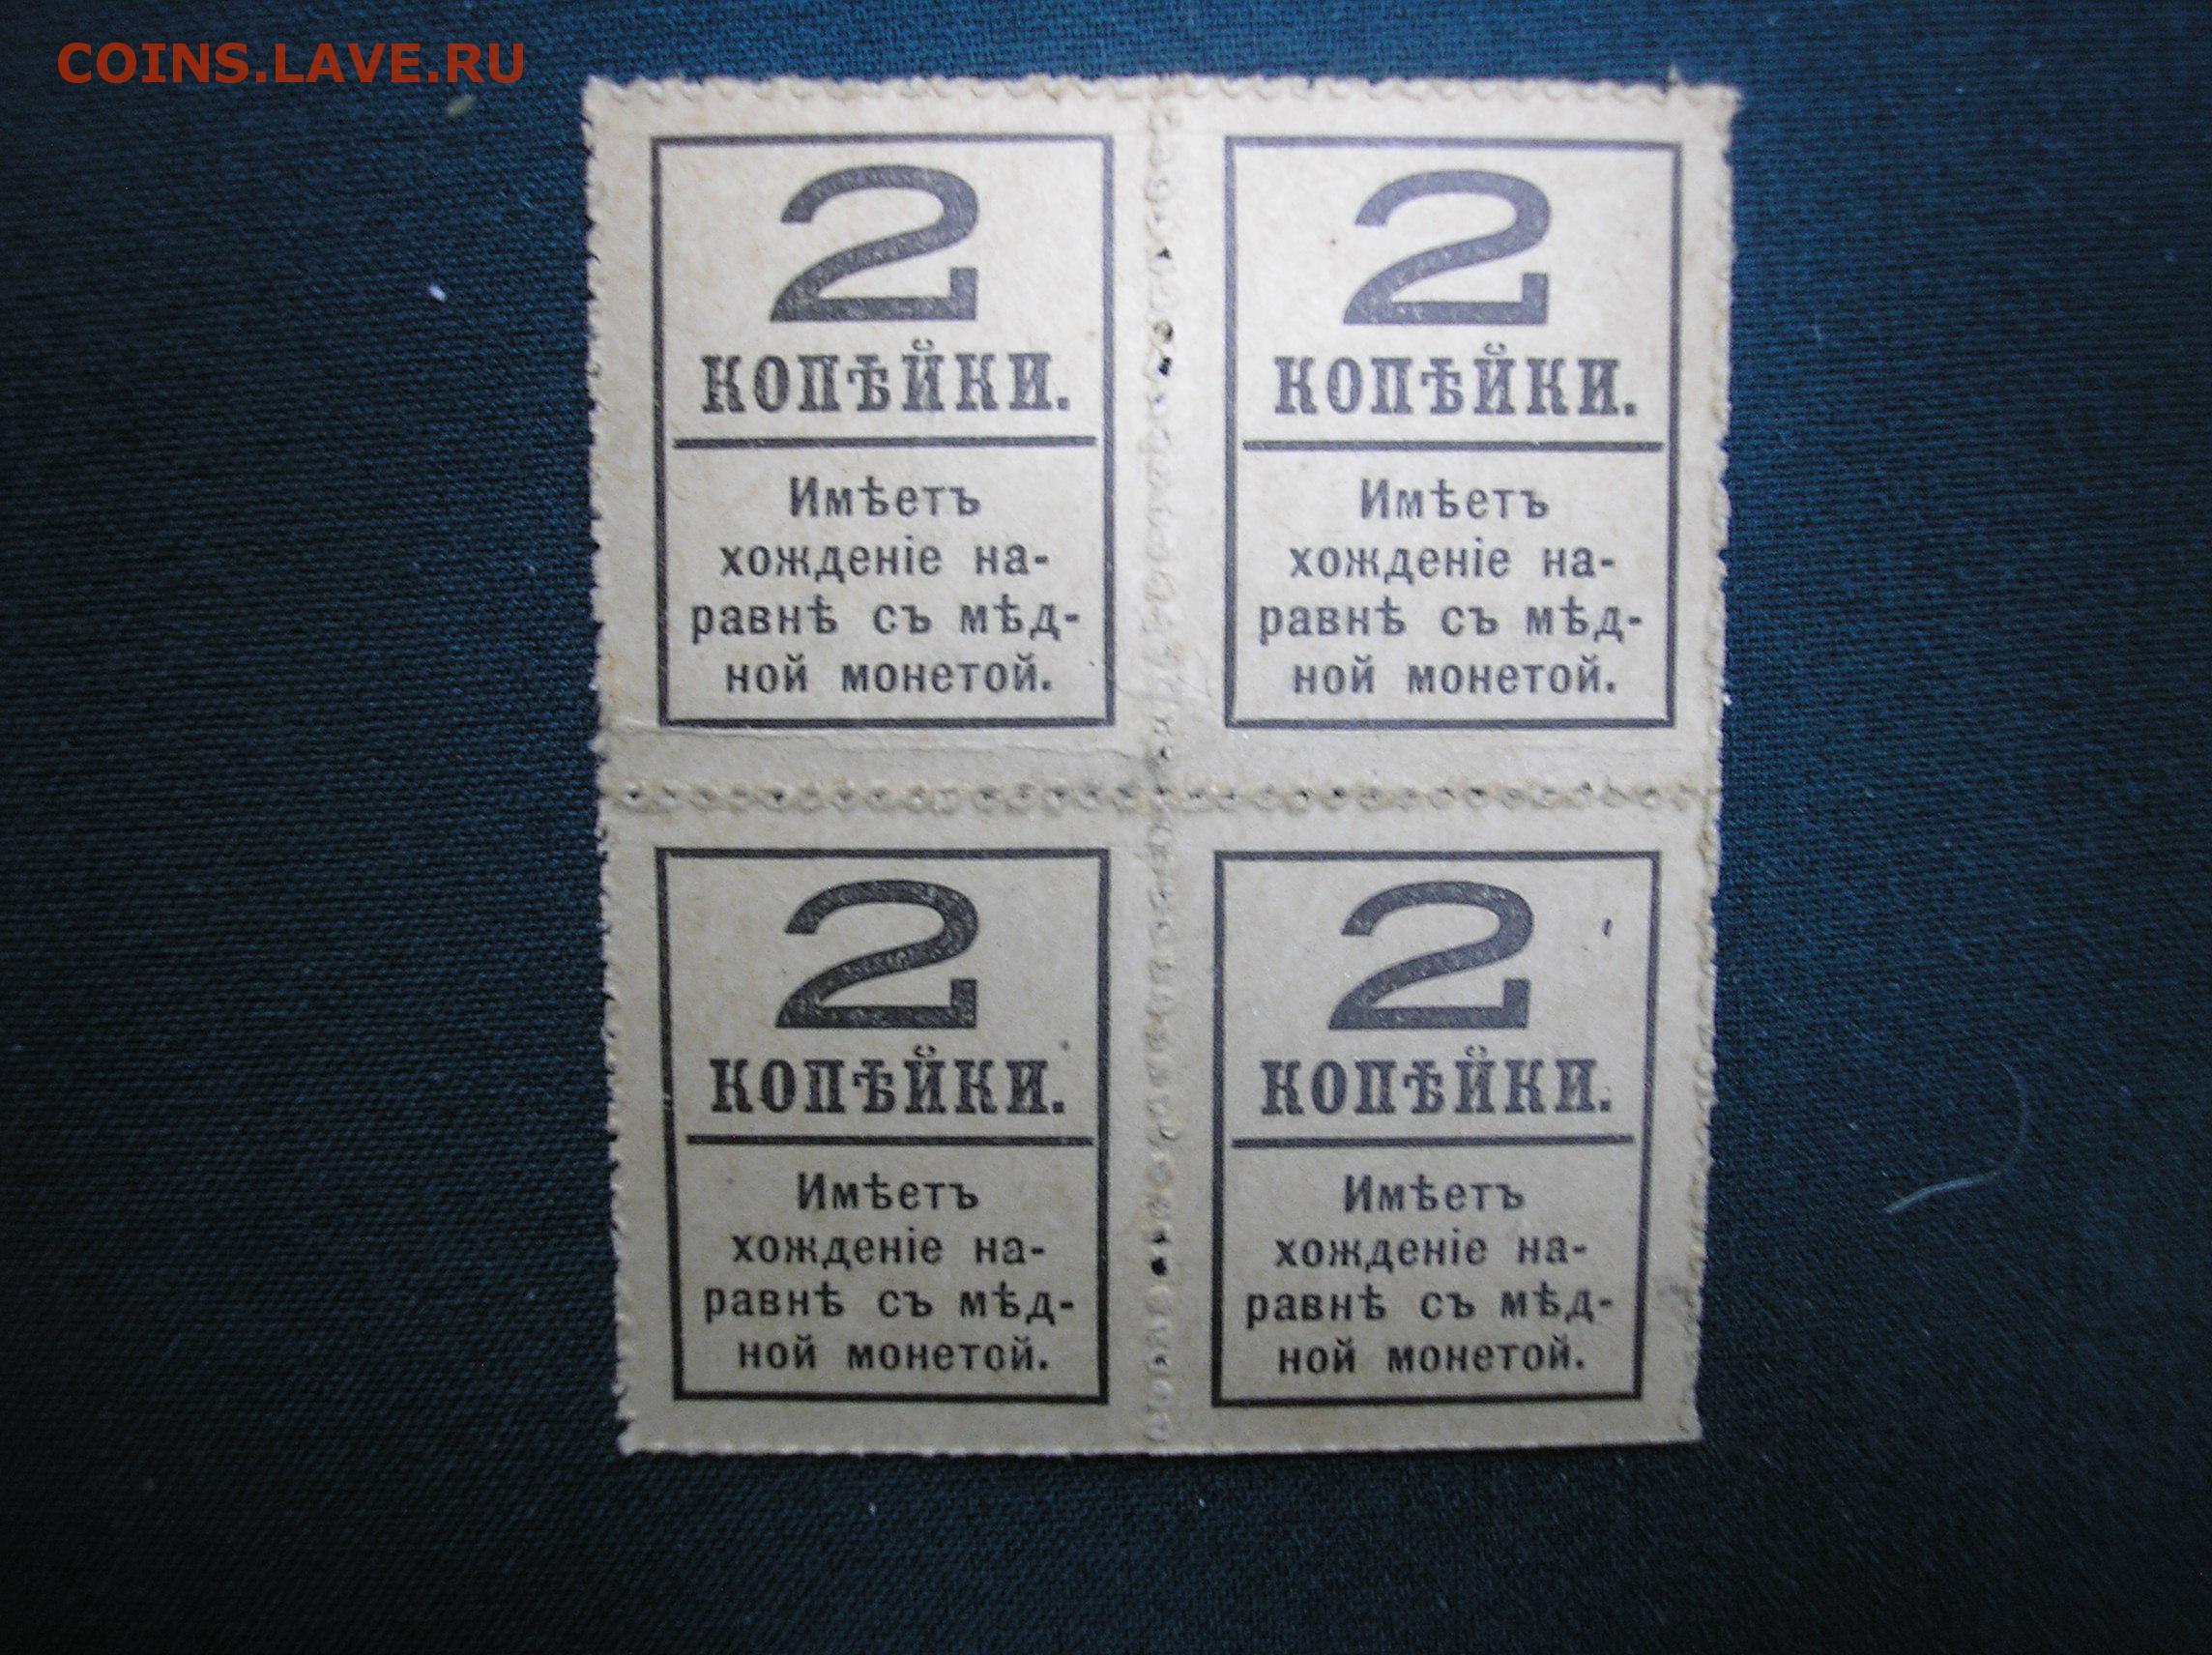 COINS.LAVE.RU
2
КОПѢЙКИ.
Имѣетъ
хожденіе на-
равнѣ съ мѣд-
ной монетой.
2
КОПѢЙКИ.
Имѣетъ
хожденіе на-
равнѣ съ мѣд-
ной монетой.
2
КОПѢЙКИ.
Имѣетъ
хожденіе на-
равнѣ съ мѣд-
ной монетой.
2
КОПѢЙКИ.
Имѣетъ
хожденіе на-
равнѣ съ мѣд-
ной монетой.